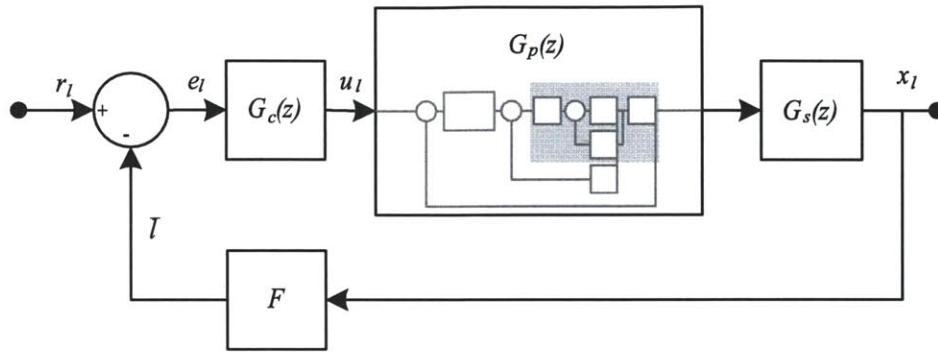 G_p(z)
r_l
e_l
u_l
x_l
+
G_c(z)
G_s(z)
-
l̄
F